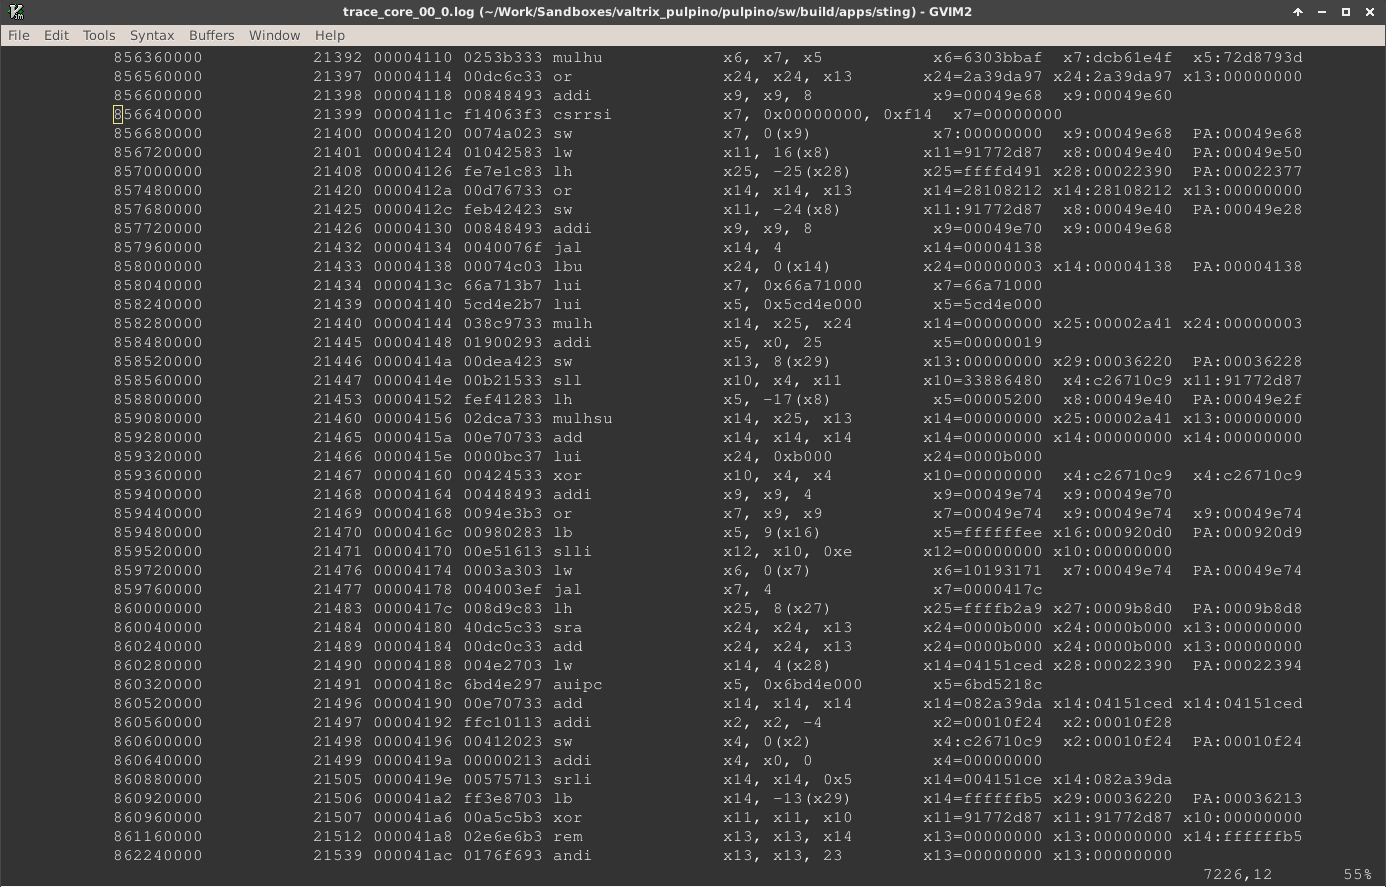 trace_core_00_0.log (~/Work/Sandboxes/valtrix_pulpino/pulpino/sw/build/apps/sting) - GVIM2
File Edit Tools Syntax Buffers Window Help
856360000 21392 00004110 0253b333 mulhu x6, x7, x5 x6=6303bbaf x7:dcb61e4f x5:72d8793d
856560000 21397 00004114 00dc6c33 or x24, x24, x13 x24=2a39da97 x24:2a39da97 x13:00000000
856600000 21398 00004118 00848493 addi x9, x9, 8 x9=00049e68 x9:00049e60
856640000 21399 0000411c f14063f3 csrrsi x7, 0x00000000, 0xf14 x7=00000000
856680000 21400 00004120 0074a023 sw x7, 0(x9) x7:00000000 x9:00049e68 PA:00049e68
856720000 21401 00004124 01042583 lw x11, 16(x8) x11=91772d87 x8:00049e40 PA:00049e50
857000000 21408 00004126 fe7e1c83 lh x25, -25(x28) x25=ffffd491 x28:00022390 PA:00022377
857480000 21420 0000412a 00d76733 or x14, x14, x13 x14=28108212 x14:28108212 x13:00000000
857680000 21425 0000412c feb42423 sw x11, -24(x8) x11:91772d87 x8:00049e40 PA:00049e28
857720000 21426 00004130 00848493 addi x9, x9, 8 x9=00049e70 x9:00049e68
857960000 21432 00004134 0040076f jal x14, 4 x14=00004138
858000000 21433 00004138 00074c03 lbu x24, 0(x14) x24=00000003 x14:00004138 PA:00004138
858040000 21434 0000413c 66a713b7 lui x7, 0x66a71000 x7=66a71000
858240000 21439 00004140 5cd4e2b7 lui x5, 0x5cd4e000 x5=5cd4e000
858280000 21440 00004144 038c9733 mulh x14, x25, x24 x14=00000000 x25:00002a41 x24:00000003
858480000 21445 00004148 01900293 addi x5, x0, 25 x5=00000019
858520000 21446 0000414a 00dea423 sw x13, 8(x29) x13:00000000 x29:00036220 PA:00036228
858560000 21447 0000414e 00b21533 sll x10, x4, x11 x10=33886480 x4:c26710c9 x11:91772d87
858800000 21453 00004152 fef41283 lh x5, -17(x8) x5=00005200 x8:00049e40 PA:00049e2f
859080000 21460 00004156 02dca733 mulhsu x14, x25, x13 x14=00000000 x25:00002a41 x13:00000000
859280000 21465 0000415a 00e70733 add x14, x14, x14 x14=00000000 x14:00000000 x14:00000000
859320000 21466 0000415e 0000bc37 lui x24, 0xb000 x24=0000b000
859360000 21467 00004160 00424533 xor x10, x4, x4 x10=00000000 x4:c26710c9 x4:c26710c9
859400000 21468 00004164 00448493 addi x9, x9, 4 x9=00049e74 x9:00049e70
859440000 21469 00004168 0094e3b3 or x7, x9, x9 x7=00049e74 x9:00049e74 x9:00049e74
859480000 21470 0000416c 00980283 lb x5, 9(x16) x5=ffffffee x16:000920d0 PA:000920d9
859520000 21471 00004170 00e51613 slli x12, x10, 0xe x12=00000000 x10:00000000
859720000 21476 00004174 0003a303 lw x6, 0(x7) x6=10193171 x7:00049e74 PA:00049e74
859760000 21477 00004178 004003ef jal x7, 4 x7=0000417c
860000000 21483 0000417c 008d9c83 lh x25, 8(x27) x25=ffffb2a9 x27:0009b8d0 PA:0009b8d8
860040000 21484 00004180 40dc5c33 sra x24, x24, x13 x24=0000b000 x24:0000b000 x13:00000000
860240000 21489 00004184 00dc0c33 add x24, x24, x13 x24=0000b000 x24:0000b000 x13:00000000
860280000 21490 00004188 004e2703 lw x14, 4(x28) x14=04151ced x28:00022390 PA:00022394
860320000 21491 0000418c 6bd4e297 auipc x5, 0x6bd4e000 x5=6bd5218c
860520000 21496 00004190 00e70733 add x14, x14, x14 x14=082a39da x14:04151ced x14:04151ced
860560000 21497 00004192 ffc10113 addi x2, x2, -4 x2=00010f24 x2:00010f28
860600000 21498 00004196 00412023 sw x4, 0(x2) x4:c26710c9 x2:00010f24 PA:00010f24
860640000 21499 0000419a 00000213 addi x4, x0, 0 x4=00000000
860880000 21505 0000419e 00575713 srli x14, x14, 0x5 x14=004151ce x14:082a39da
860920000 21506 000041a2 ff3e8703 lb x14, -13(x29) x14=ffffffb5 x29:00036220 PA:00036213
860960000 21507 000041a6 00a5c5b3 xor x11, x11, x10 x11=91772d87 x11:91772d87 x10:00000000
861160000 21512 000041a8 02e6e6b3 rem x13, x13, x14 x13=00000000 x13:00000000 x14:ffffffb5
862240000 21539 000041ac 0176f693 andi x13, x13, 23 x13=00000000 x13:00000000
7226,12 55%